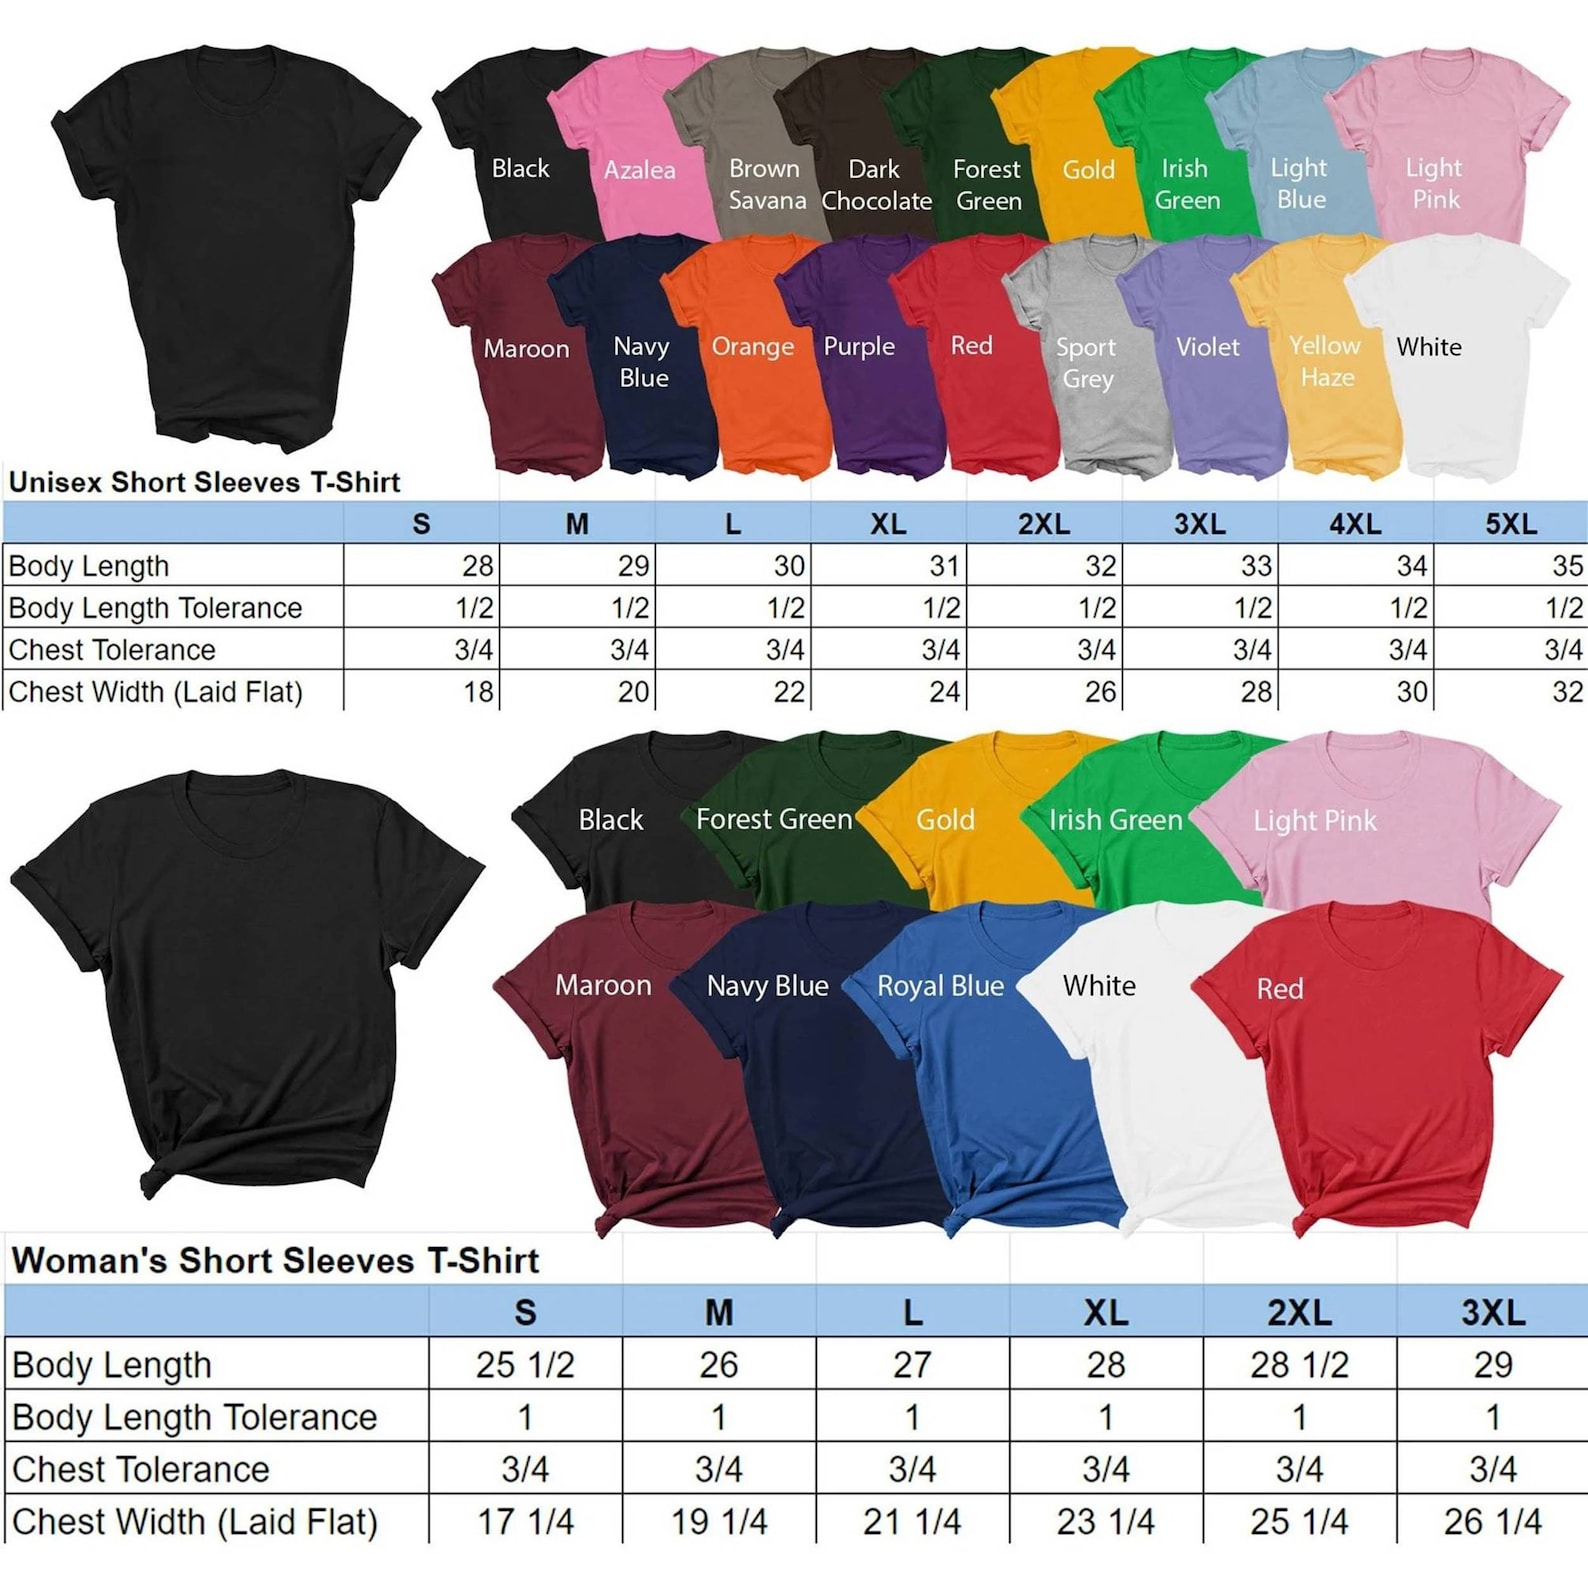 Black
Azalea
Brown
Savana
Dark
Chocolate
Forest
Green
Gold
Irish
Green
Light
Blue
Light
Pink
Maroon
Navy
Blue
Orange
Purple
Red
Sport
Grey
Violet
Yellow
Haze
White
Unisex Short Sleeves T-Shirt
S M L XL 2XL 3XL 4XL 5XL
Body Length 28 29 30 31 32 33 34 35
Body Length Tolerance 1/2 1/2 1/2 1/2 1/2 1/2 1/2 1/2
Chest Tolerance 3/4 3/4 3/4 3/4 3/4 3/4 3/4 3/4
Chest Width (Laid Flat) 18 20 22 24 26 28 30 32
Black
Forest Green
Gold
Irish Green
Light Pink
Maroon
Navy Blue
Royal Blue
White
Red
Woman's Short Sleeves T-Shirt
S M L XL 2XL 3XL
Body Length 25 1/2 26 27 28 28 1/2 29
Body Length Tolerance 1 1 1 1 1 1
Chest Tolerance 3/4 3/4 3/4 3/4 3/4 3/4
Chest Width (Laid Flat) 17 1/4 19 1/4 21 1/4 23 1/4 25 1/4 26 1/4